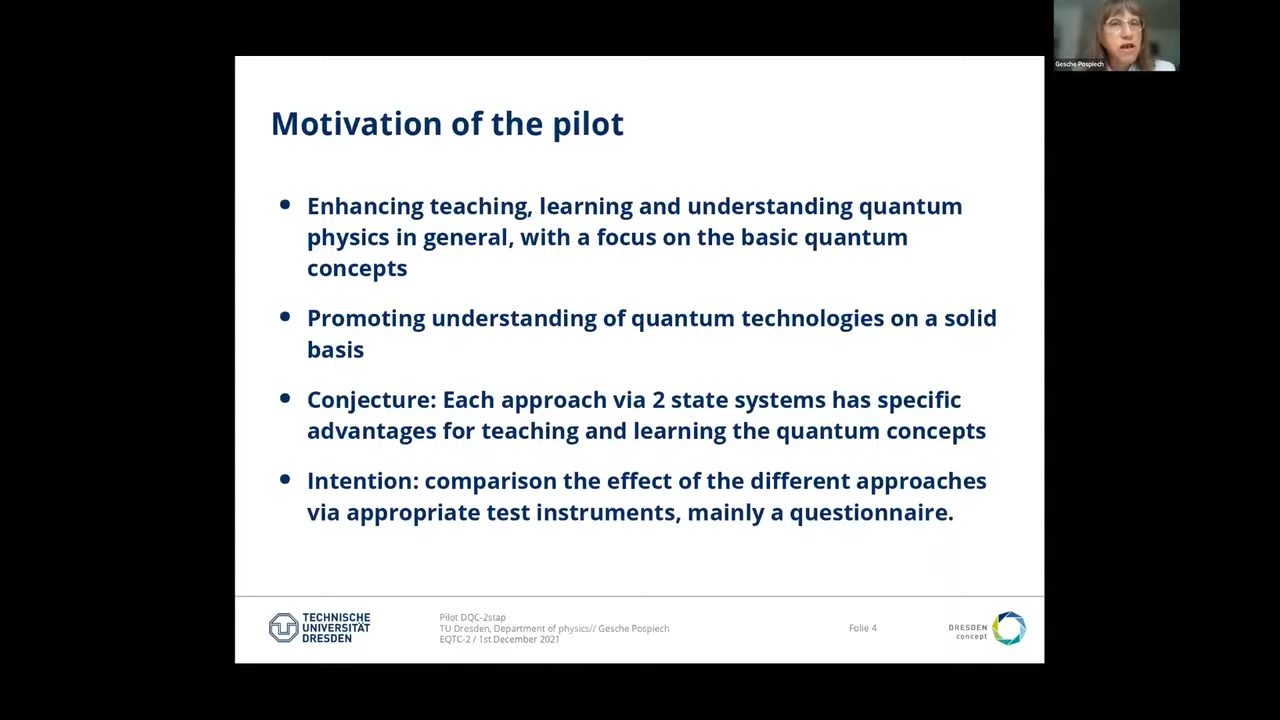 Gesche Pospiech
Motivation of the pilot
• Enhancing teaching, learning and understanding quantum
physics in general, with a focus on the basic quantum
concepts
• Promoting understanding of quantum technologies on a solid
basis
• Conjecture: Each approach via 2 state systems has specific
advantages for teaching and learning the quantum concepts
• Intention: comparison the effect of the different approaches
via appropriate test instruments, mainly a questionnaire.
TECHNISCHE
UNIVERSITÄT
DRESDEN
Pilot DQC-2stap
TU Dresden, Department of physics// Gesche Pospiech
EQTC-2 / 1st December 2021
Folie 4
DRESDEN
concept